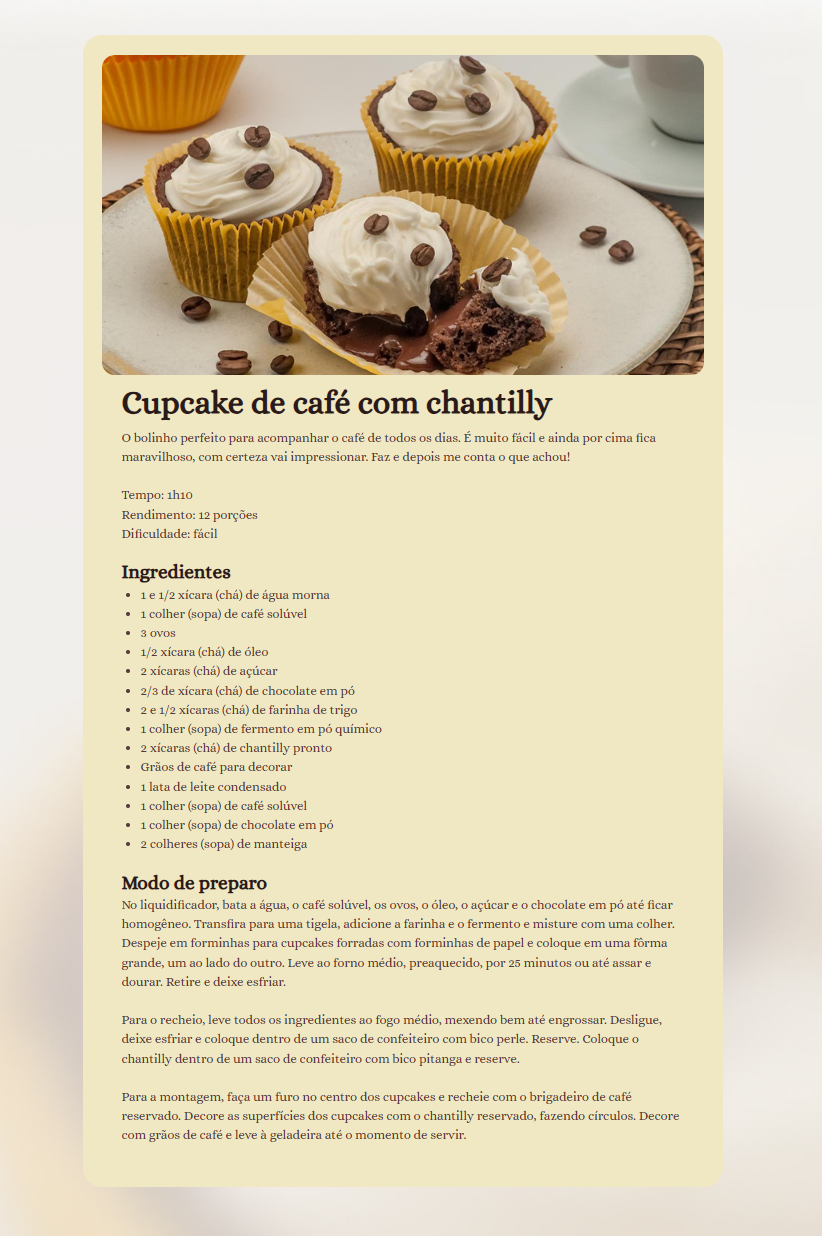 Cupcake de café com chantilly
O bolinho perfeito para acompanhar o café de todos os dias. É muito fácil e ainda por cima fica
maravilhoso, com certeza vai impressionar. Faz e depois me conta o que achou!
Tempo: 1h10
Rendimento: 12 porções
Dificuldade: fácil
Ingredientes
• 1 e 1/2 xícara (chá) de água morna
• 1 colher (sopa) de café solúvel
• 3 ovos
• 1/2 xícara (chá) de óleo
• 2 xícaras (chá) de açúcar
• 2/3 de xícara (chá) de chocolate em pó
• 2 e 1/2 xícaras (chá) de farinha de trigo
• 1 colher (sopa) de fermento em pó químico
• 2 xícaras (chá) de chantilly pronto
• Grãos de café para decorar
• 1 lata de leite condensado
• 1 colher (sopa) de café solúvel
• 1 colher (sopa) de chocolate em pó
• 2 colheres (sopa) de manteiga
Modo de preparo
No liquidificador, bata a água, o café solúvel, os ovos, o óleo, o açúcar e o chocolate em pó até ficar
homogêneo. Transfira para uma tigela, adicione a farinha e o fermento e misture com uma colher.
Despeje em forminhas para cupcakes forradas com forminhas de papel e coloque em uma fôrma
grande, um ao lado do outro. Leve ao forno médio, preaquecido, por 25 minutos ou até assar e
dourar. Retire e deixe esfriar.
Para o recheio, leve todos os ingredientes ao fogo médio, mexendo bem até engrossar. Desligue,
deixe esfriar e coloque dentro de um saco de confeiteiro com bico perle. Reserve. Coloque o
chantilly dentro de um saco de confeiteiro com bico pitanga e reserve.
Para a montagem, faça um furo no centro dos cupcakes e recheie com o brigadeiro de café
reservado. Decore as superfícies dos cupcakes com o chantilly reservado, fazendo círculos. Decore
com grãos de café e leve à geladeira até o momento de servir.